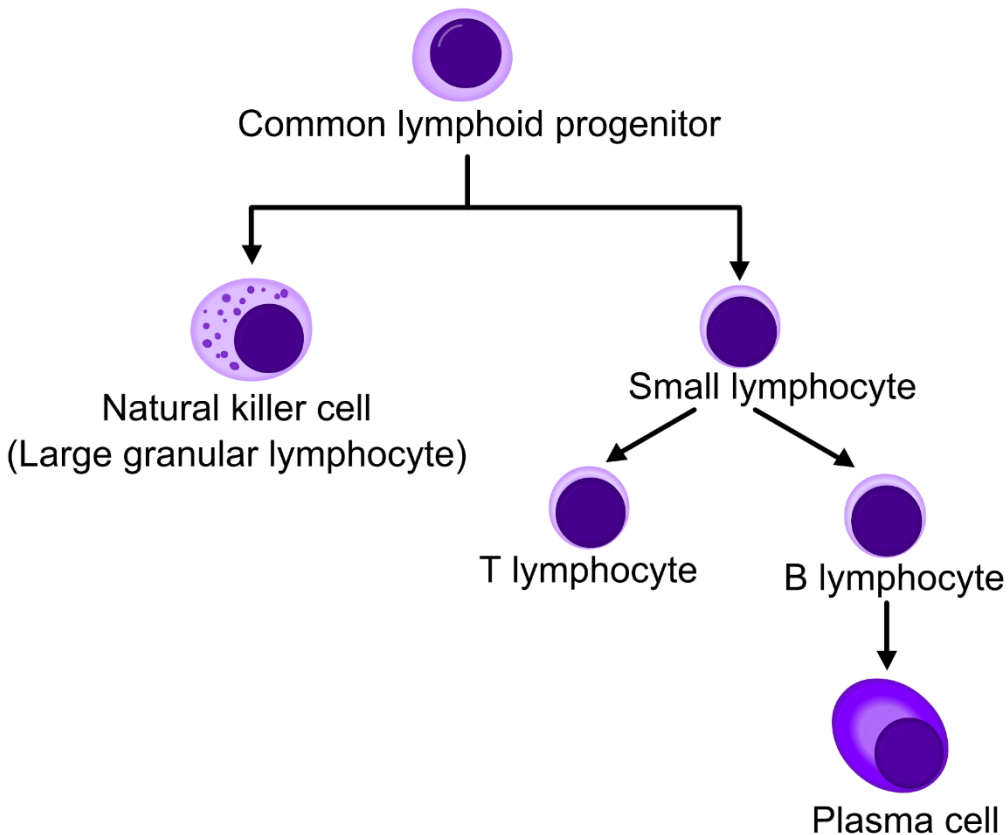 Common lymphoid progenitor
Natural killer cell
(Large granular lymphocyte)
Small lymphocyte
T lymphocyte
B lymphocyte
Plasma cell